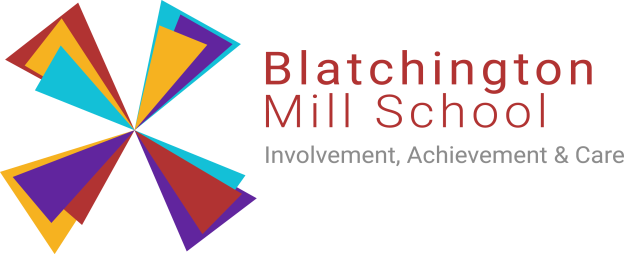 Blatchington
Mill School
Involvement, Achievement & Care